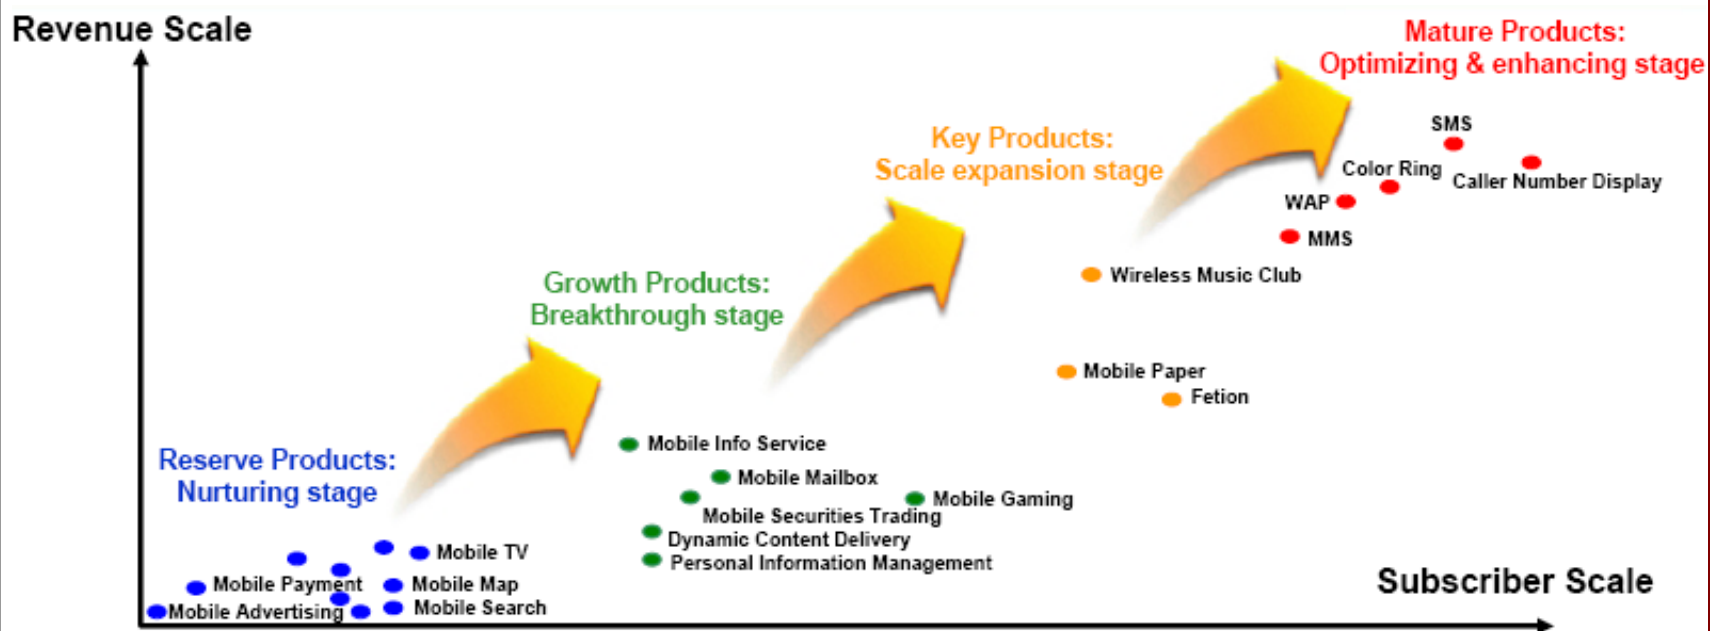 Revenue Scale
Mature Products:
Optimizing & enhancing stage
SMS
Color Ring
Caller Number Display
WAP
MMS
Key Products:
Scale expansion stage
Wireless Music Club
Mobile Paper
Fetion
Growth Products:
Breakthrough stage
Mobile Info Service
Mobile Mailbox
Mobile Gaming
Mobile Securities Trading
Dynamic Content Delivery
Personal Information Management
Reserve Products:
Nurturing stage
Mobile TV
Mobile Payment
Mobile Map
Mobile Advertising
Mobile Search
Subscriber Scale